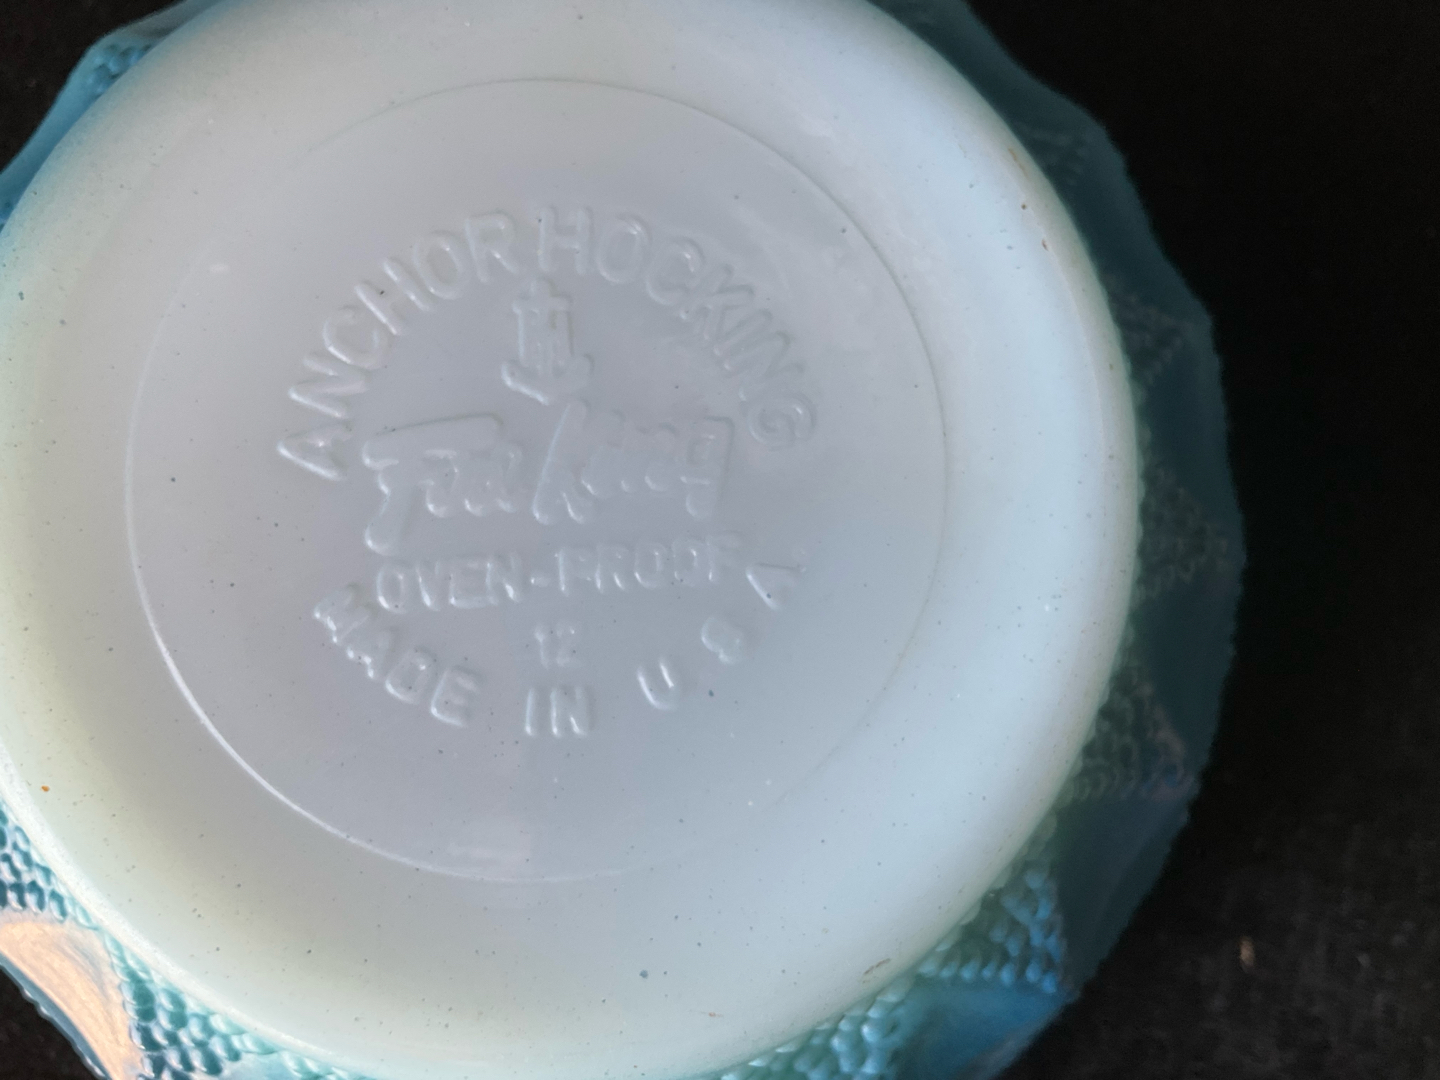 ANCHOR HOCKING
Fire King
OVEN-PROOF
12
MADE IN U S A